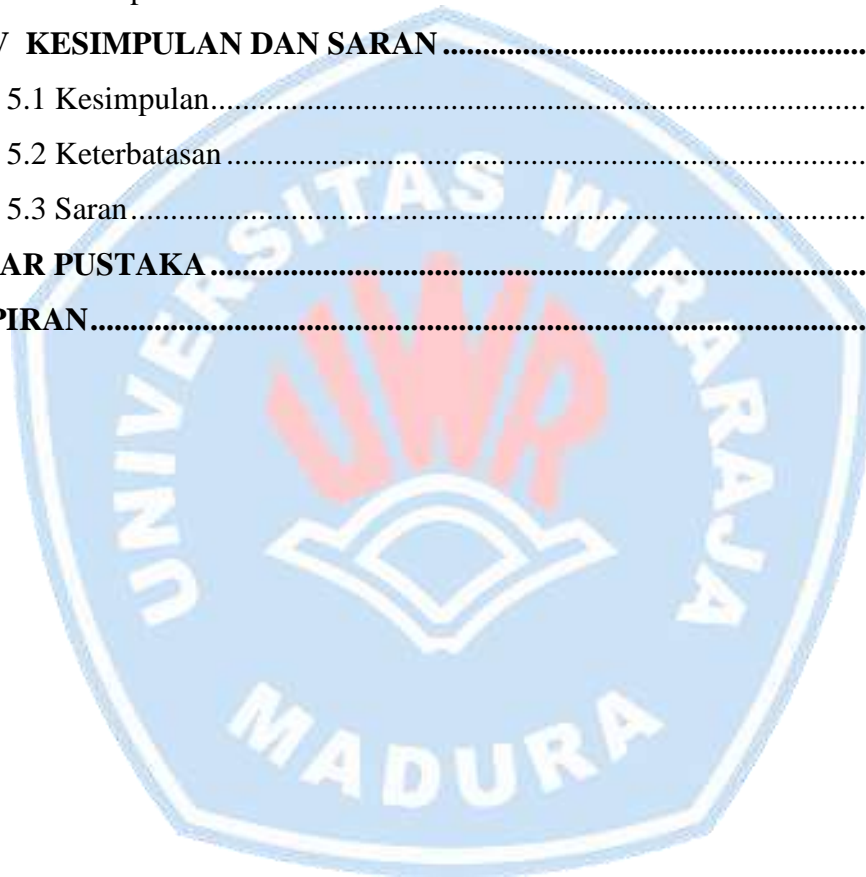 V KESIMPULAN DAN SARAN........................................................
5.1 Kesimpulan....................................................................................
5.2 Keterbatasan..................................................................................
5.3 Saran..............................................................................................
AR PUSTAKA....................................................................................
PIRAN...................................................................................................
UNIVERSITAS WIRARAJA
UWR
MADURA